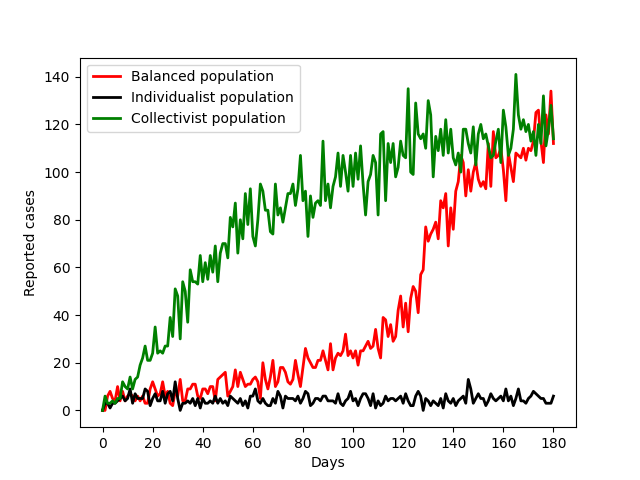 Balanced population
Individualist population
Collectivist population
Reported cases
140
120
100
80
60
40
20
0
0 20 40 60 80 100 120 140 160 180
Days